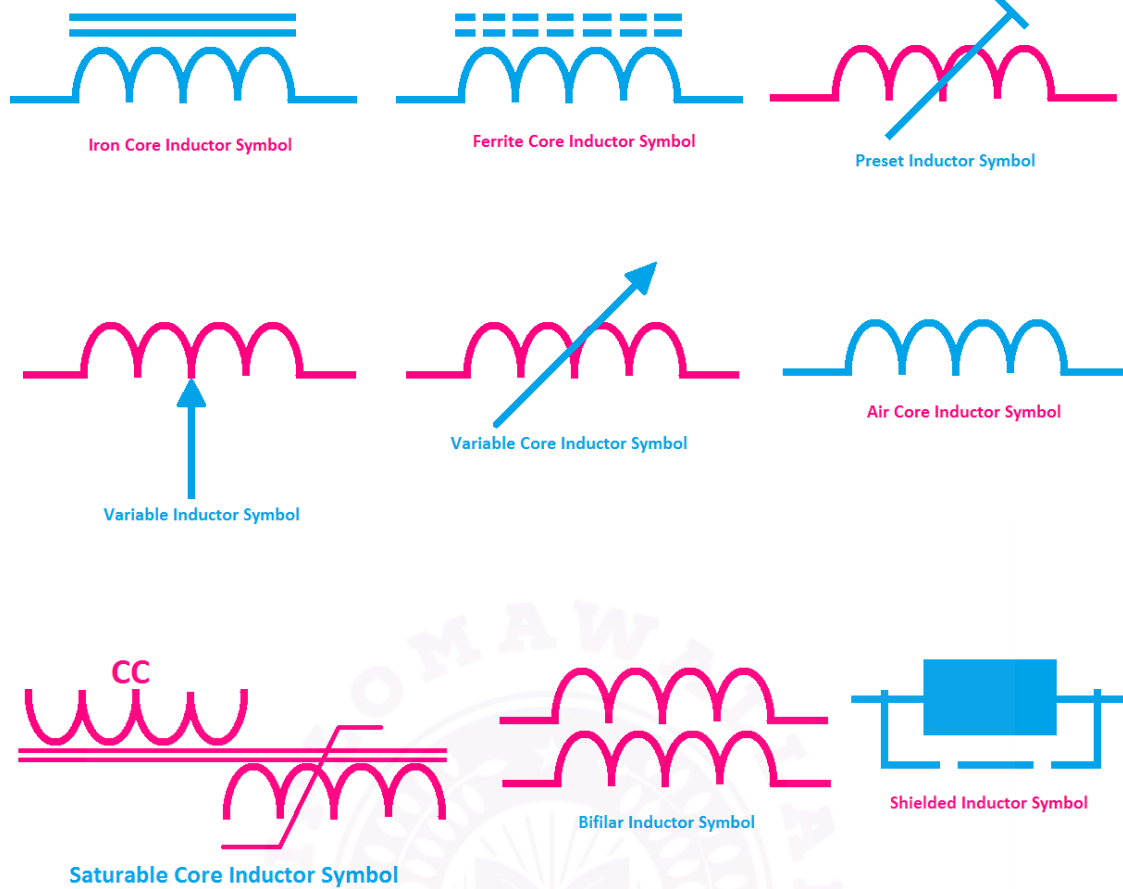 Iron Core Inductor Symbol
Ferrite Core Inductor Symbol
Preset Inductor Symbol
Variable Inductor Symbol
Variable Core Inductor Symbol
Air Core Inductor Symbol
CC
Saturable Core Inductor Symbol
Bifilar Inductor Symbol
Shielded Inductor Symbol